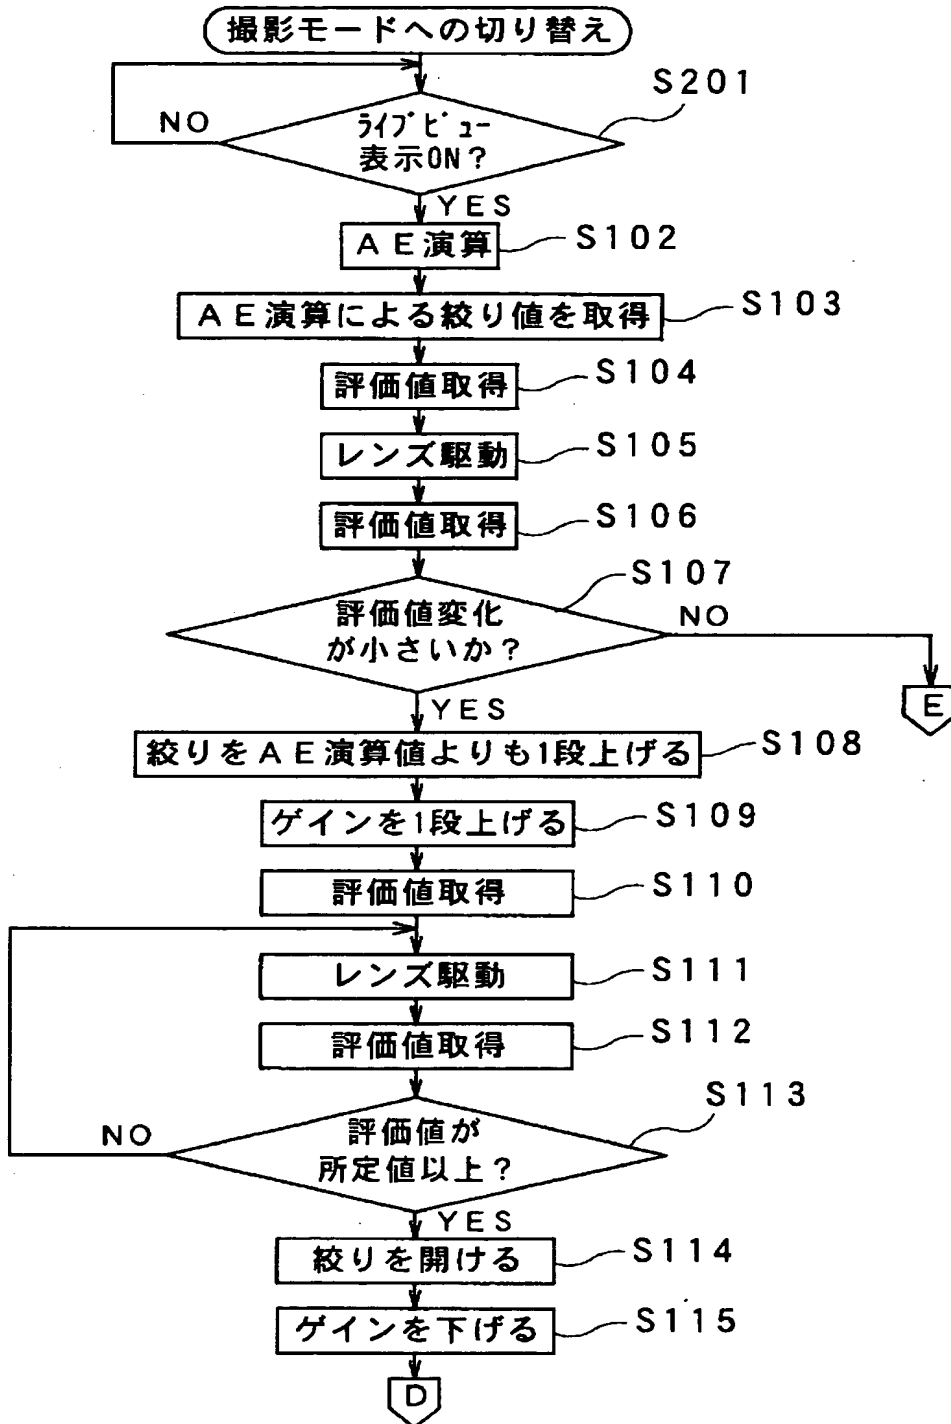 撮影モードへの切り替え
S201
NO
ライブビュー
表示ON?
YES
AE演算
S102
AE演算による絞り値を取得
S103
評価値取得
S104
レンズ駆動
S105
評価値取得
S106
S107
評価値変化
が小さいか?
NO
E
YES
絞りをAE演算値よりも1段上げる
S108
ゲインを1段上げる
S109
評価値取得
S110
レンズ駆動
S111
評価値取得
S112
S113
NO
評価値が
所定値以上?
YES
絞りを開ける
S114
ゲインを下げる
S115
D